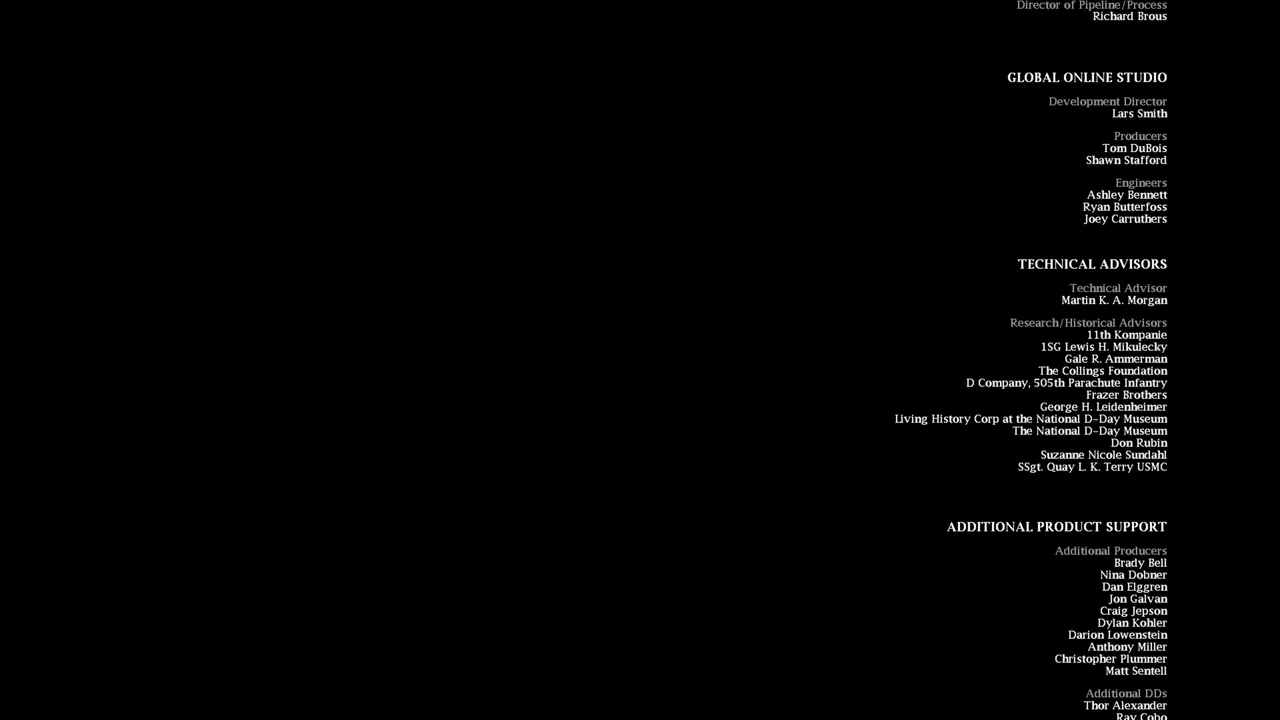 Director of Pipeline/Process
Richard Brous
GLOBAL ONLINE STUDIO
Development Director
Lars Smith
Producers
Tom DuBois
Shawn Stafford
Engineers
Ashley Bennett
Ryan Butterfoss
Joey Carruthers
TECHNICAL ADVISORS
Technical Advisor
Martin K. A. Morgan
Research/Historical Advisors
11th Kompanie
1SG Lewis H. Mikulecky
Gale R. Ammerman
The Collings Foundation
D Company, 505th Parachute Infantry
Frazer Brothers
George H. Leidenheimer
Living History Corp at the National D-Day Museum
The National D-Day Museum
Don Rubin
Suzanne Nicole Sundahl
SSgt. Quay L. K. Terry USMC
ADDITIONAL PRODUCT SUPPORT
Additional Producers
Brady Bell
Nina Dobner
Dan Elggren
Jon Galvan
Craig Jepson
Dylan Kohler
Darion Lowenstein
Anthony Miller
Christopher Plummer
Matt Sentell
Additional DDs
Thor Alexander
Ray Cobo